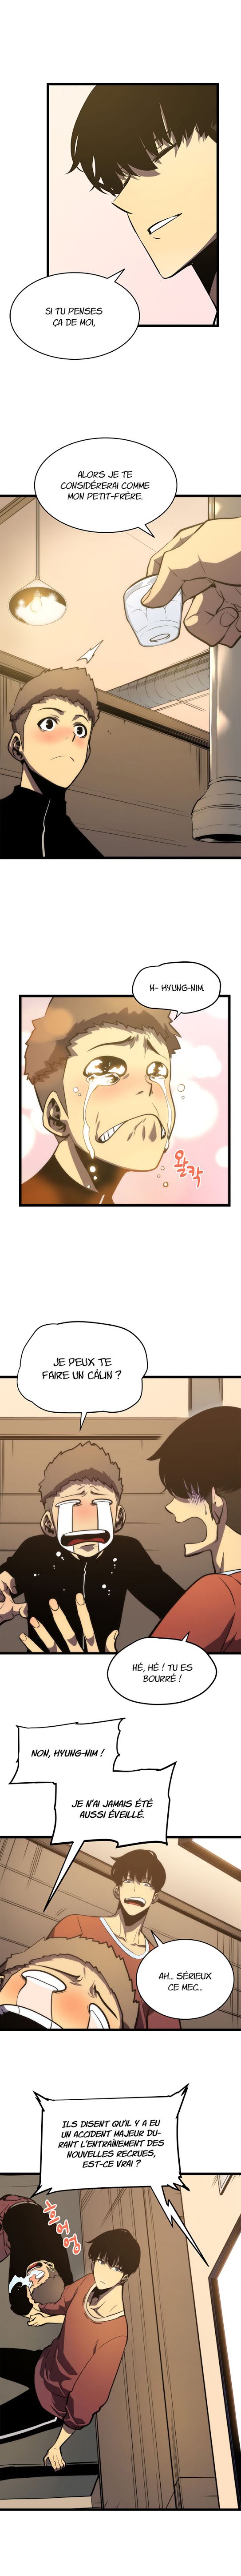 SI TU PENSES
ÇA DE MOI,
ALORS JE TE
CONSIDÈRERAI COMME
MON PETIT-FRÈRE.
H- HYUNG-NIM.
왈칵
JE PEUX TE
FAIRE UN CÂLIN ?
HÉ, HÉ ! TU ES
BOURRÉ !
NON, HYUNG-NIM !
JE N'AI JAMAIS ÉTÉ
AUSSI ÉVEILLÉ.
AH... SÉRIEUX
CE MEC...
ILS DISENT QU'IL Y A EU
UN ACCIDENT MAJEUR DU-
RANT L'ENTRAÎNEMENT DES
NOUVELLES RECRUES,
EST-CE VRAI ?